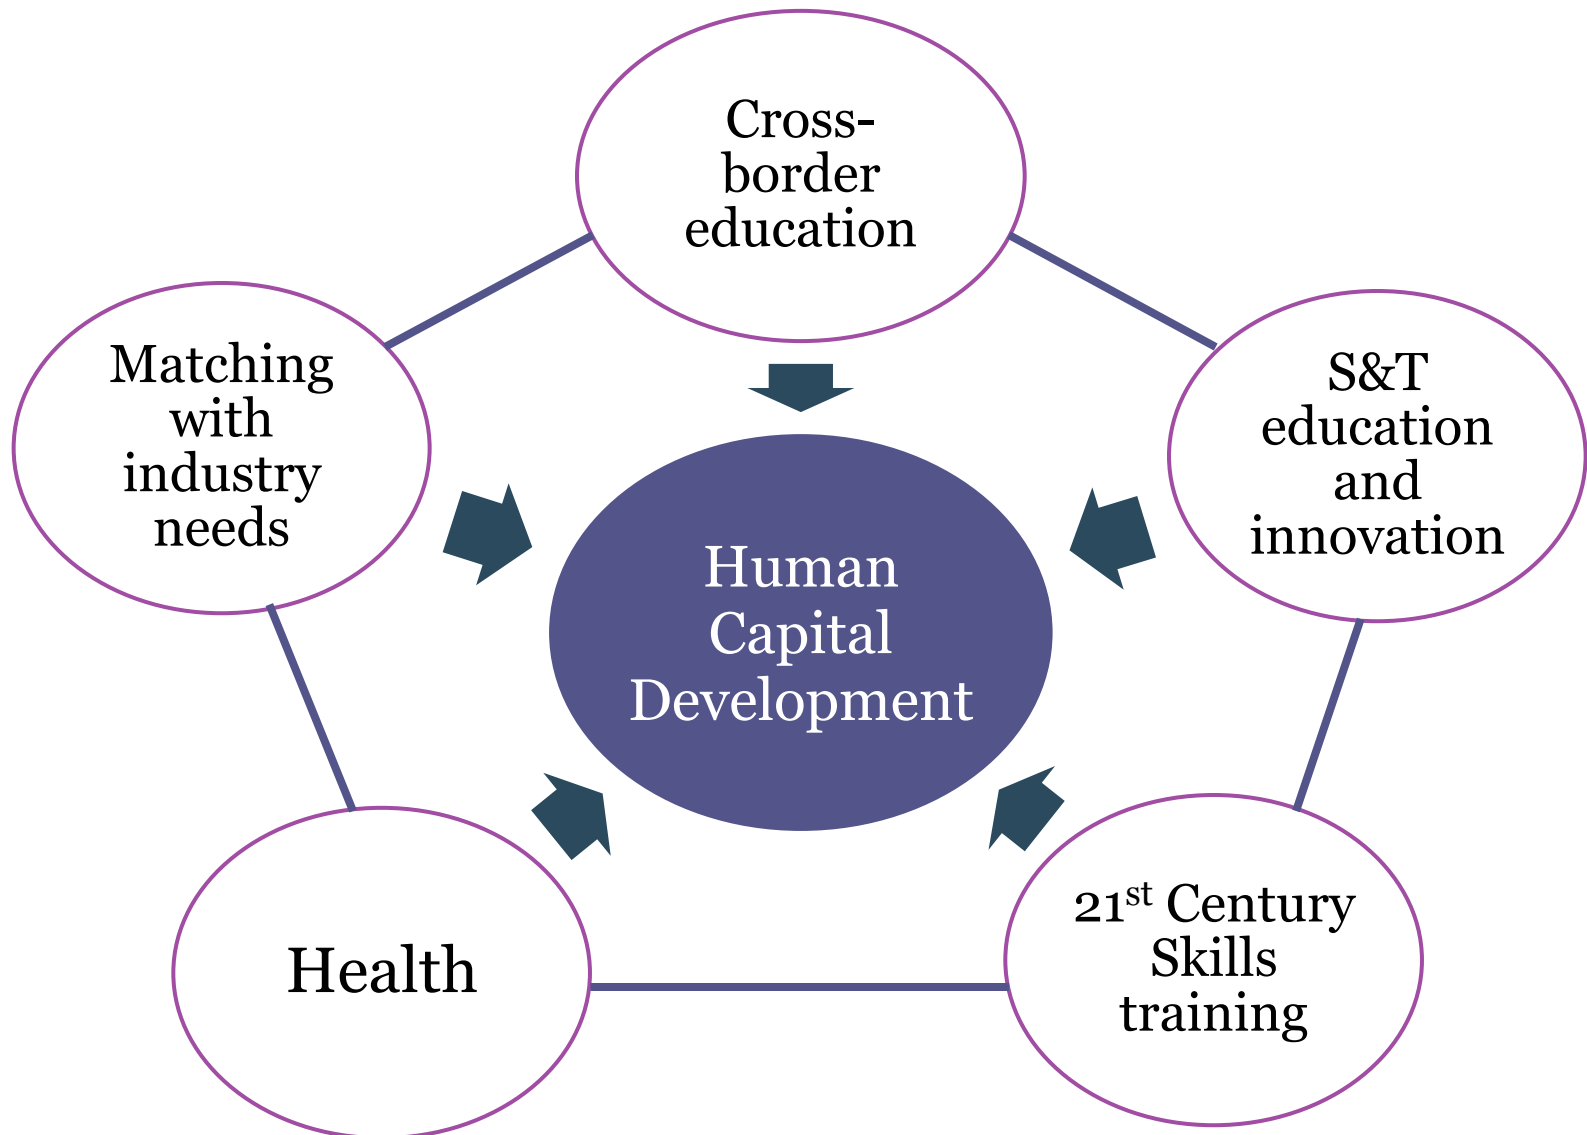 Cross-
border
education
Matching
with
industry
needs
S&T
education
and
innovation
Human
Capital
Development
Health
21st Century
Skills
training